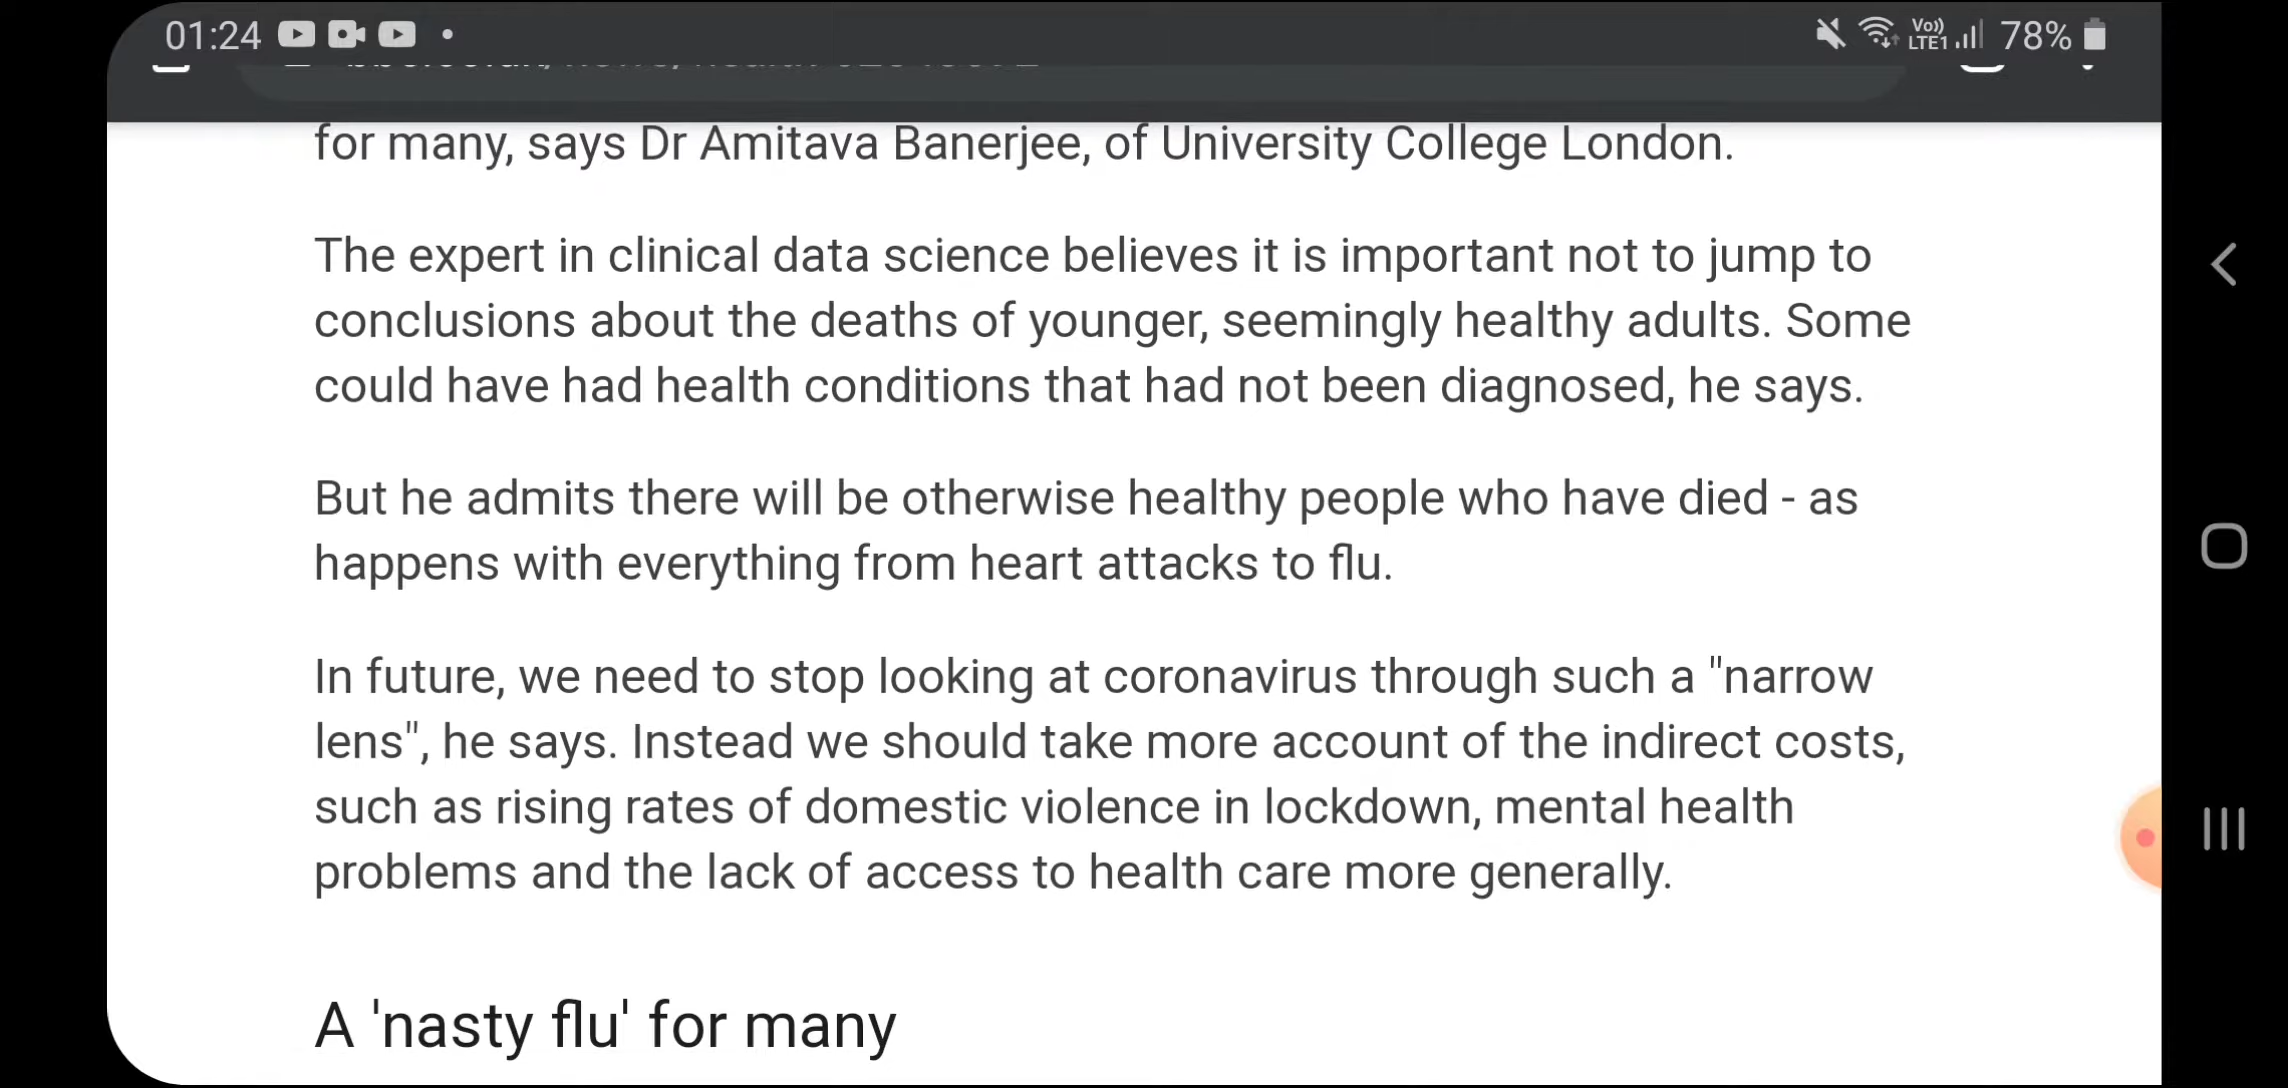 01:24
Vo)) LTE1 78%
for many, says Dr Amitava Banerjee, of University College London.
The expert in clinical data science believes it is important not to jump to
conclusions about the deaths of younger, seemingly healthy adults. Some
could have had health conditions that had not been diagnosed, he says.
But he admits there will be otherwise healthy people who have died - as
happens with everything from heart attacks to flu.
In future, we need to stop looking at coronavirus through such a "narrow
lens", he says. Instead we should take more account of the indirect costs,
such as rising rates of domestic violence in lockdown, mental health
problems and the lack of access to health care more generally.
A 'nasty flu' for many